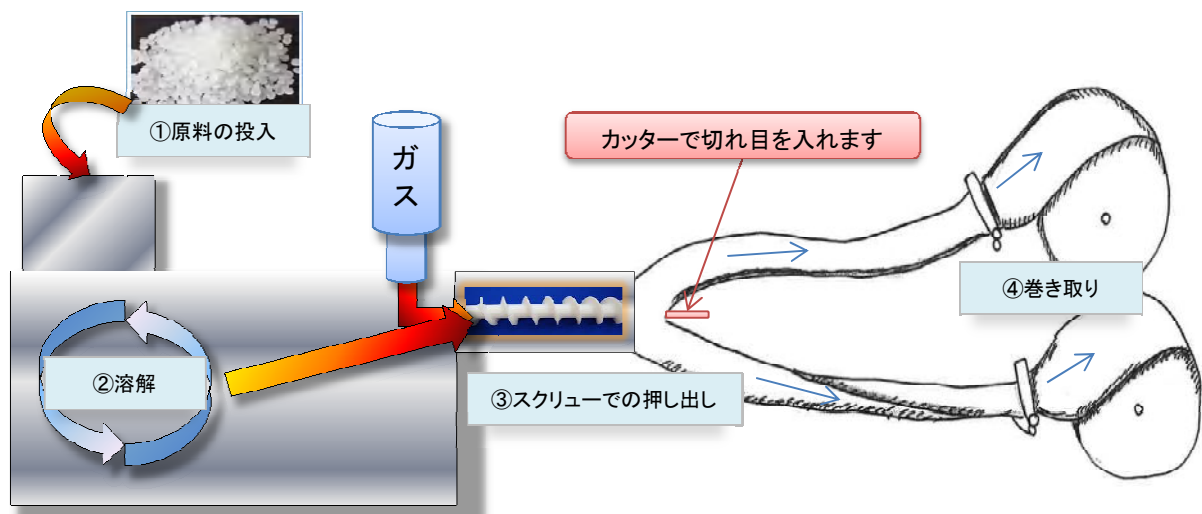 ①原料の投入
ガス
カッターで切れ目を入れます
②溶解
③スクリューでの押し出し
④巻き取り